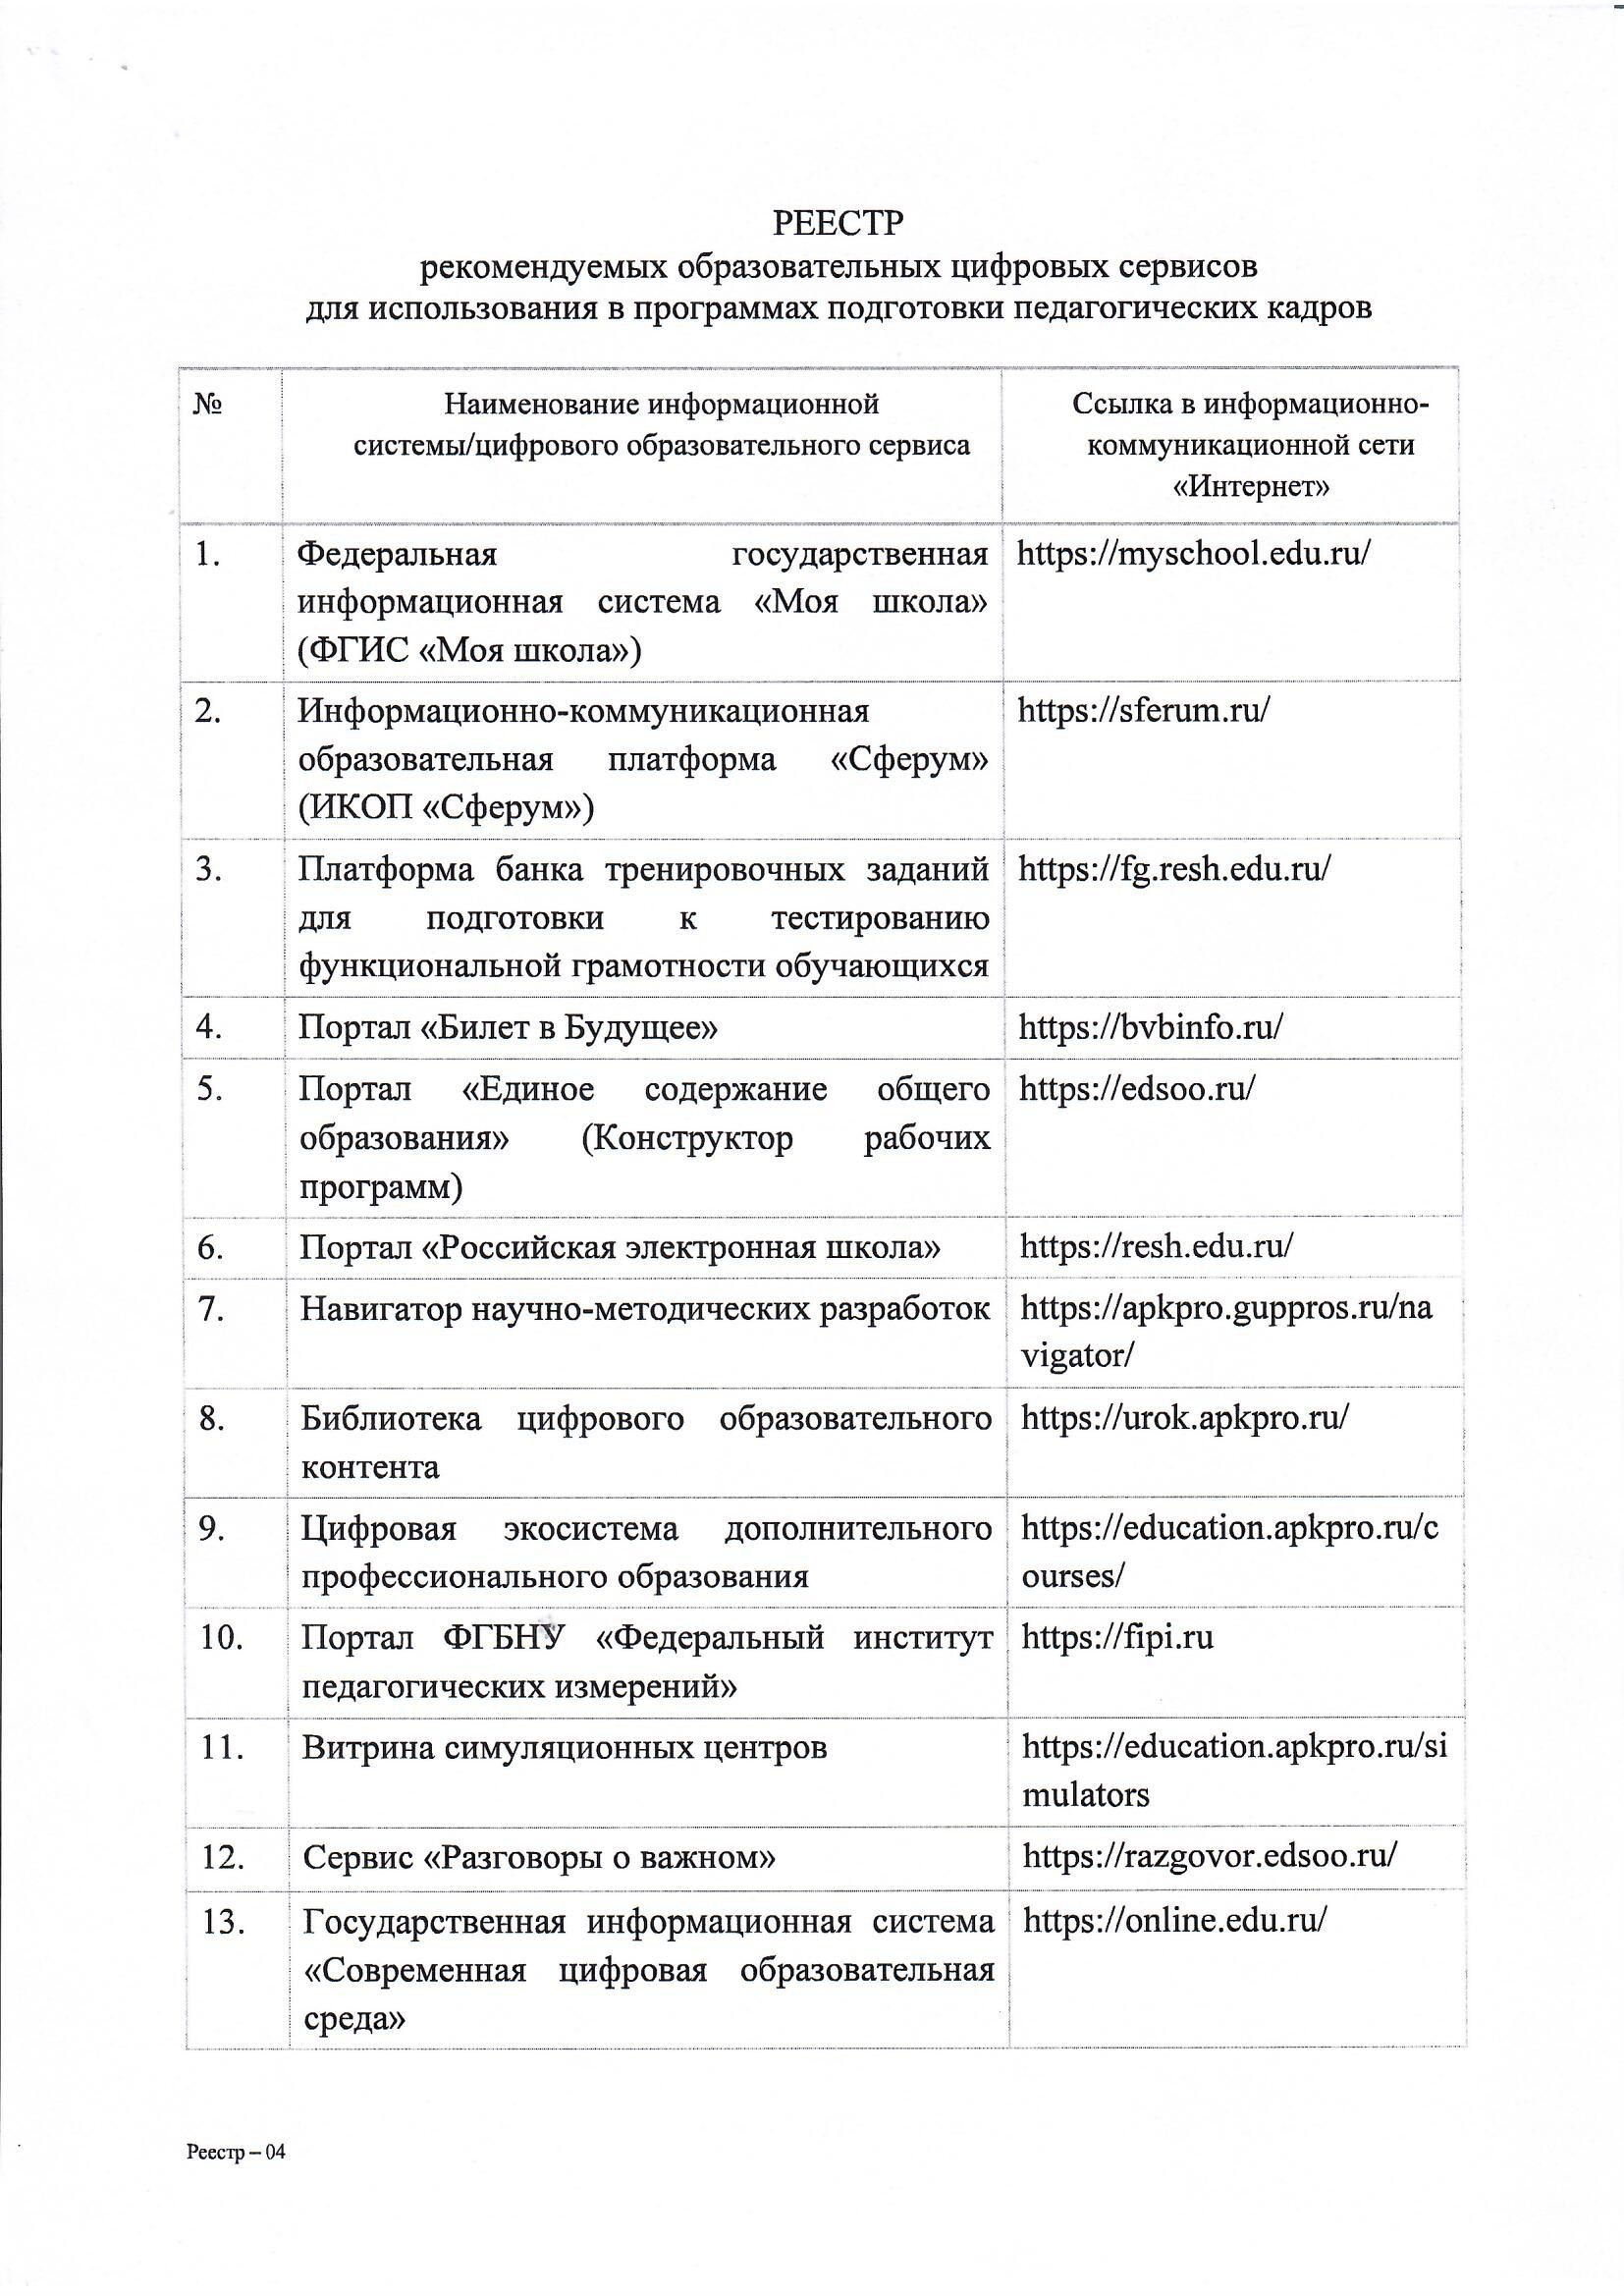 РЕЕСТР
рекомендуемых образовательных цифровых сервисов
для использования в программах подготовки педагогических кадров
№
Наименование информационной
системы/цифрового образовательного сервиса
Ссылка в информационно-
коммуникационной сети
«Интернет»
1.
Федеральная государственная
информационная система «Моя школа»
(ФГИС «Моя школа»)
https://myschool.edu.ru/
2.
Информационно-коммуникационная
образовательная платформа «Сферум»
(ИКОП «Сферум»)
https://sferum.ru/
3.
Платформа банка тренировочных заданий
для подготовки к тестированию
функциональной грамотности обучающихся
https://fg.resh.edu.ru/
4.
Портал «Билет в Будущее»
https://bvbinfo.ru/
5.
Портал «Единое содержание общего
образования» (Конструктор рабочих
программ)
https://edsoo.ru/
6.
Портал «Российская электронная школа»
https://resh.edu.ru/
7.
Навигатор научно-методических разработок
https://apkpro.guppros.ru/na
vigator/
8.
Библиотека цифрового образовательного
контента
https://urok.apkpro.ru/
9.
Цифровая экосистема дополнительного
профессионального образования
https://education.apkpro.ru/c
ourses/
10.
Портал ФГБНУ «Федеральный институт
педагогических измерений»
https://fipi.ru
11.
Витрина симуляционных центров
https://education.apkpro.ru/si
mulators
12.
Сервис «Разговоры о важном»
https://razgovor.edsoo.ru/
13.
Государственная информационная система
«Современная цифровая образовательная
среда»
https://online.edu.ru/
Реестр – 04